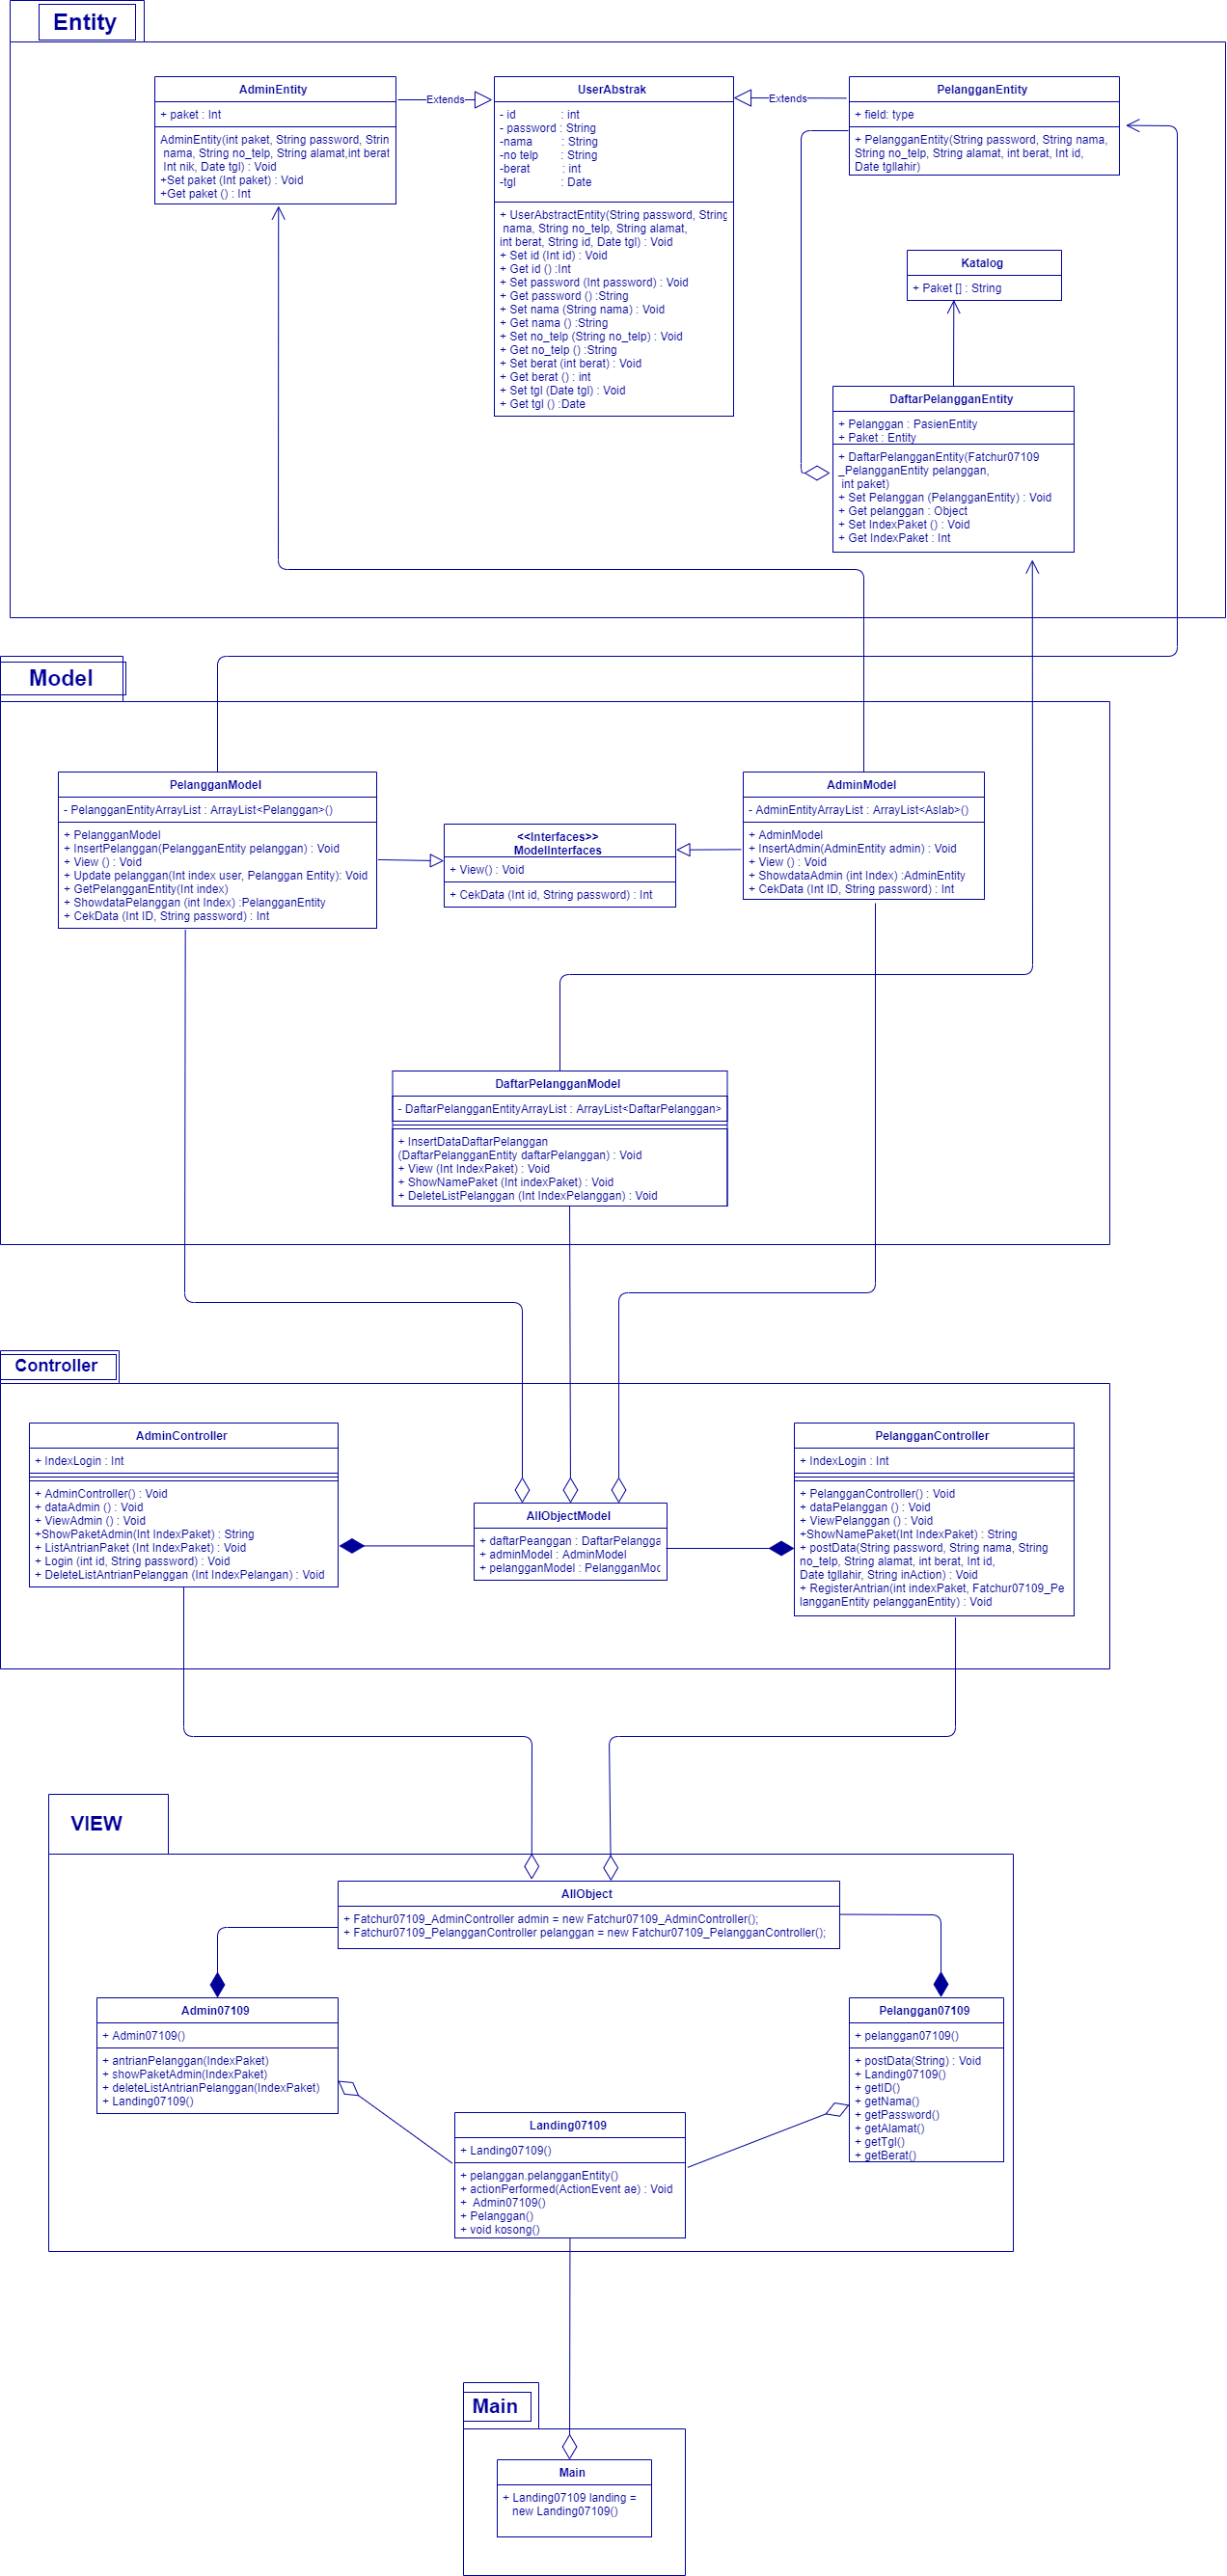 Entity
AdminEntity
+ paket : Int
AdminEntity(int paket, String password, Strin
nama, String no_telp, String alamat,int berat
Int nik, Date tgl) : Void
+Set paket (Int paket) : Void
+Get paket () : Int
Extends
UserAbstrak
- id : int
- password : String
-nama : String
-no telp : String
-berat : int
-tgl : Date
+ UserAbstractEntity(String password, String
nama, String no_telp, String alamat,
int berat, String id, Date tgl) : Void
+ Set id (Int id) : Void
+ Get id () :Int
+ Set password (Int password) : Void
+ Get password () :String
+ Set nama (String nama) : Void
+ Get nama () :String
+ Set no_telp (String no_telp) : Void
+ Get no_telp () :String
+ Set berat (int berat) : Void
+ Get berat () : int
+ Set tgl (Date tgl) : Void
+ Get tgl () :Date
Extends
PelangganEntity
+ field: type
+ PelangganEntity(String password, String nama,
String no_telp, String alamat, int berat, Int id,
Date tgllahir)
Katalog
+ Paket [] : String
DaftarPelangganEntity
+ Pelanggan : PasienEntity
+ Paket : Entity
+ DaftarPelangganEntity(Fatchur07109
_PelangganEntity pelanggan,
int paket)
+ Set Pelanggan (PelangganEntity) : Void
+ Get pelanggan : Object
+ Set IndexPaket () : Void
+ Get IndexPaket : Int
Model
PelangganModel
- PelangganEntityArrayList : ArrayList<Pelanggan>()
+ PelangganModel
+ InsertPelanggan(PelangganEntity pelanggan) : Void
+ View () : Void
+ Update pelanggan(Int index user, Pelanggan Entity): Void
+ GetPelangganEntity(Int index)
+ ShowdataPelanggan (int Index) :PelangganEntity
+ CekData (Int ID, String password) : Int
<<Interfaces>>
ModelInterfaces
+ View() : Void
+ CekData (Int id, String password) : Int
AdminModel
- AdminEntityArrayList : ArrayList<Aslab>()
+ AdminModel
+ InsertAdmin(AdminEntity admin) : Void
+ View () : Void
+ ShowdataAdmin (int Index) :AdminEntity
+ CekData (Int ID, String password) : Int
DaftarPelangganModel
- DaftarPelangganEntityArrayList : ArrayList<DaftarPelanggan>
+ InsertDataDaftarPelanggan
(DaftarPelangganEntity daftarPelanggan) : Void
+ View (Int IndexPaket) : Void
+ ShowNamePaket (Int indexPaket) : Void
+ DeleteListPelanggan (Int IndexPelanggan) : Void
Controller
AdminController
+ IndexLogin : Int
+ AdminController() : Void
+ dataAdmin () : Void
+ ViewAdmin () : Void
+ShowPaketAdmin(Int IndexPaket) : String
+ ListAntrianPaket (Int IndexPaket) : Void
+ Login (int id, String password) : Void
+ DeleteListAntrianPelanggan (Int IndexPelangan) : Void
AllObjectModel
+ daftarPeanggan : DaftarPelangga
+ adminModel : AdminModel
+ pelangganModel : PelangganMod
PelangganController
+ IndexLogin : Int
+ PelangganController() : Void
+ dataPelanggan () : Void
+ ViewPelanggan () : Void
+ShowNamePaket(Int IndexPaket) : String
+ postData(String password, String nama, String
no_telp, String alamat, int berat, Int id,
Date tgllahir, String inAction) : Void
+ RegisterAntrian(int indexPaket, Fatchur07109_Pe
langganEntity pelangganEntity) : Void
VIEW
AllObject
+ Fatchur07109_AdminController admin = new Fatchur07109_AdminController();
+ Fatchur07109_PelangganController pelanggan = new Fatchur07109_PelangganController();
Admin07109
+ Admin07109()
+ antrianPelanggan(IndexPaket)
+ showPaketAdmin(IndexPaket)
+ deleteListAntrianPelanggan(IndexPaket)
+ Landing07109()
Pelanggan07109
+ pelanggan07109()
+ postData(String) : Void
+ Landing07109()
+ getID()
+ getNama()
+ getPassword()
+ getAlamat()
+ getTgl()
+ getBerat()
Landing07109
+ Landing07109()
+ pelanggan.pelangganEntity()
+ actionPerformed(ActionEvent ae) : Void
+ Admin07109()
+ Pelanggan()
+ void kosong()
Main
Main
+ Landing07109 landing =
new Landing07109()